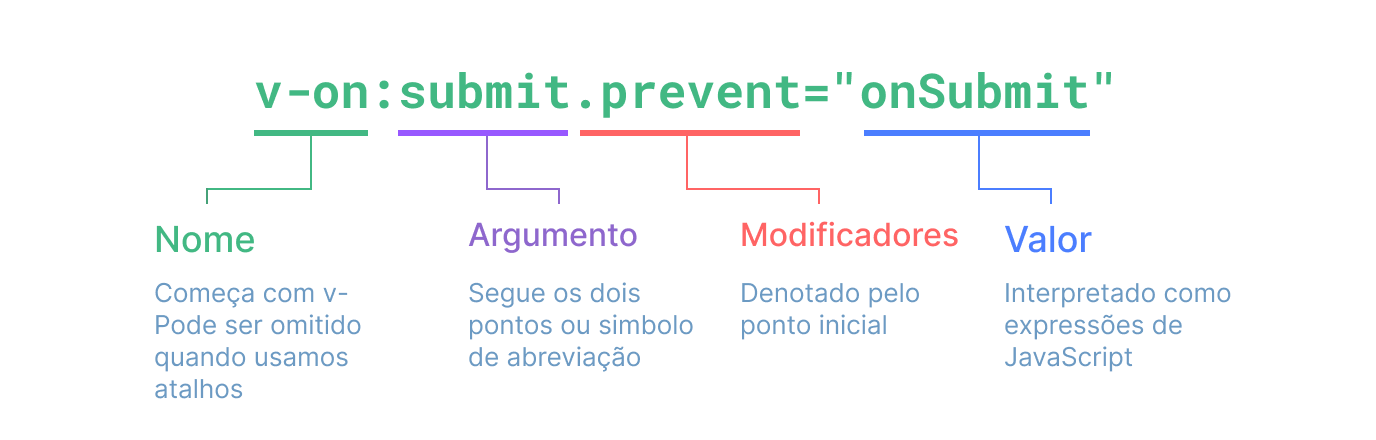 v-on:submit.prevent="onSubmit"
Nome
Começa com v-
Pode ser omitido
quando usamos
atalhos
Argumento
Segue os dois
pontos ou simbolo
de abreviação
Modificadores
Denotado pelo
ponto inicial
Valor
Interpretado como
expressões de
JavaScript